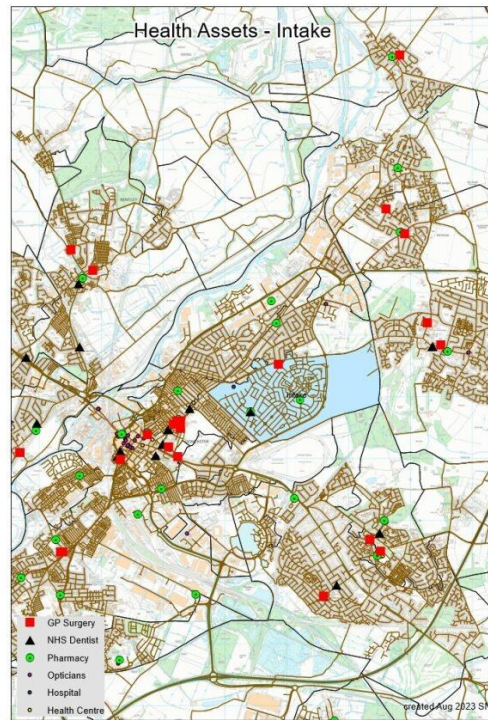 Health Assets - Intake
GP Surgery
NHS Dentist
Pharmacy
Opticians
Hospital
Health Centre
created Aug 2023